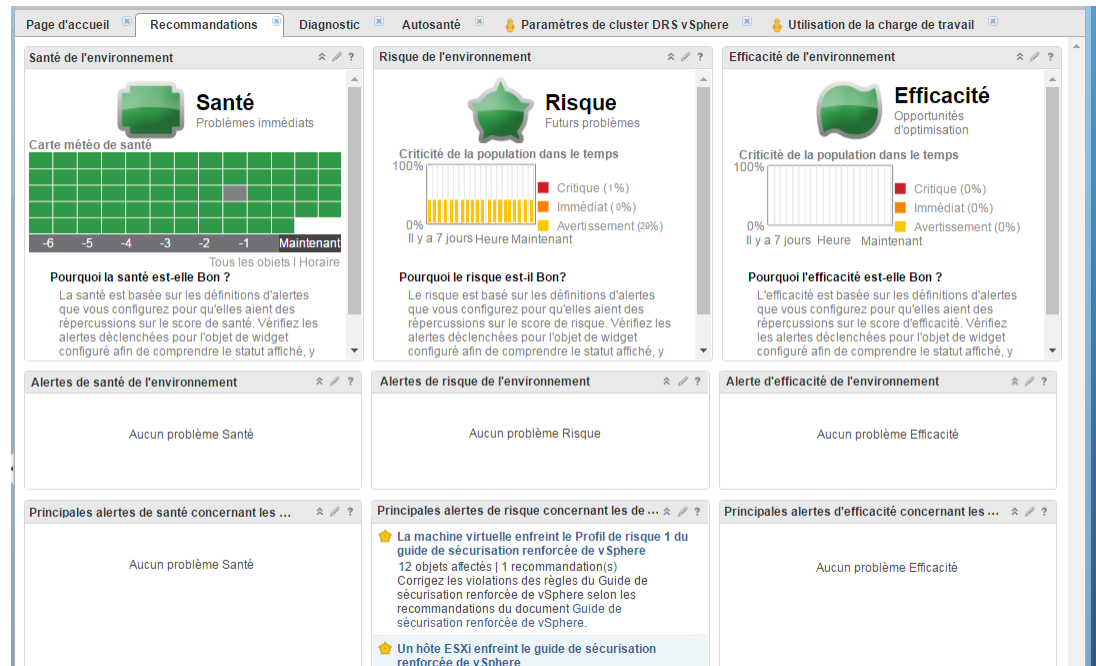 Page d'accueil Recommandations Diagnostic Autosanté Paramètres de cluster DRS vSphere Utilisation de la charge de travail
Santé de l'environnement ?
Santé
Problèmes immédiats
Carte météo de santé
-6 -5 -4 -3 -2 -1 Maintenant
Tous les objets | Horaire
Pourquoi la santé est-elle Bon ?
La santé est basée sur les définitions d'alertes
que vous configurez pour qu'elles aient des
répercussions sur le score de santé. Vérifiez les
alertes déclenchées pour l'objet de widget
configuré afin de comprendre le statut affiché, y
Risque de l'environnement ?
Risque
Futurs problèmes
Criticité de la population dans le temps
100%
Critique (1%)
Immédiat (0%)
0% Avertissement (29%)
Il y a 7 jours Heure Maintenant
Pourquoi le risque est-il Bon?
Le risque est basé sur les définitions d'alertes
que vous configurez pour qu'elles aient des
répercussions sur le score de risque. Vérifiez les
alertes déclenchées pour l'objet de widget
configuré afin de comprendre le statut affiché, y
Efficacité de l'environnement ?
Efficacité
Opportunités
d'optimisation
Criticité de la population dans le temps
100%
Critique (0%)
Immédiat (0%)
0% Avertissement (0%)
Il y a 7 jours Heure Maintenant
Pourquoi l'efficacité est-elle Bon ?
L'efficacité est basée sur les définitions d'alertes
que vous configurez pour qu'elles aient des
répercussions sur le score d'efficacité. Vérifiez
les alertes déclenchées pour l'objet de widget
configuré afin de comprendre le statut affiché, y
Alertes de santé de l'environnement ?
Aucun problème Santé
Alertes de risque de l'environnement ?
Aucun problème Risque
Alerte d'efficacité de l'environnement ?
Aucun problème Efficacité
Principales alertes de santé concernant les ... ?
Aucun problème Santé
Principales alertes de risque concernant les de ... ?
La machine virtuelle enfreint le Profil de risque 1 du
guide de sécurisation renforcée de vSphere
12 objets affectés | 1 recommandation(s)
Corrigez les violations des règles du Guide de
sécurisation renforcée de vSphere selon les
recommandations du document Guide de
sécurisation renforcée de vSphere.
Un hôte ESXi enfreint le guide de sécurisation
renforcée de vSphere
Principales alertes d'efficacité concernant les ... ?
Aucun problème Efficacité